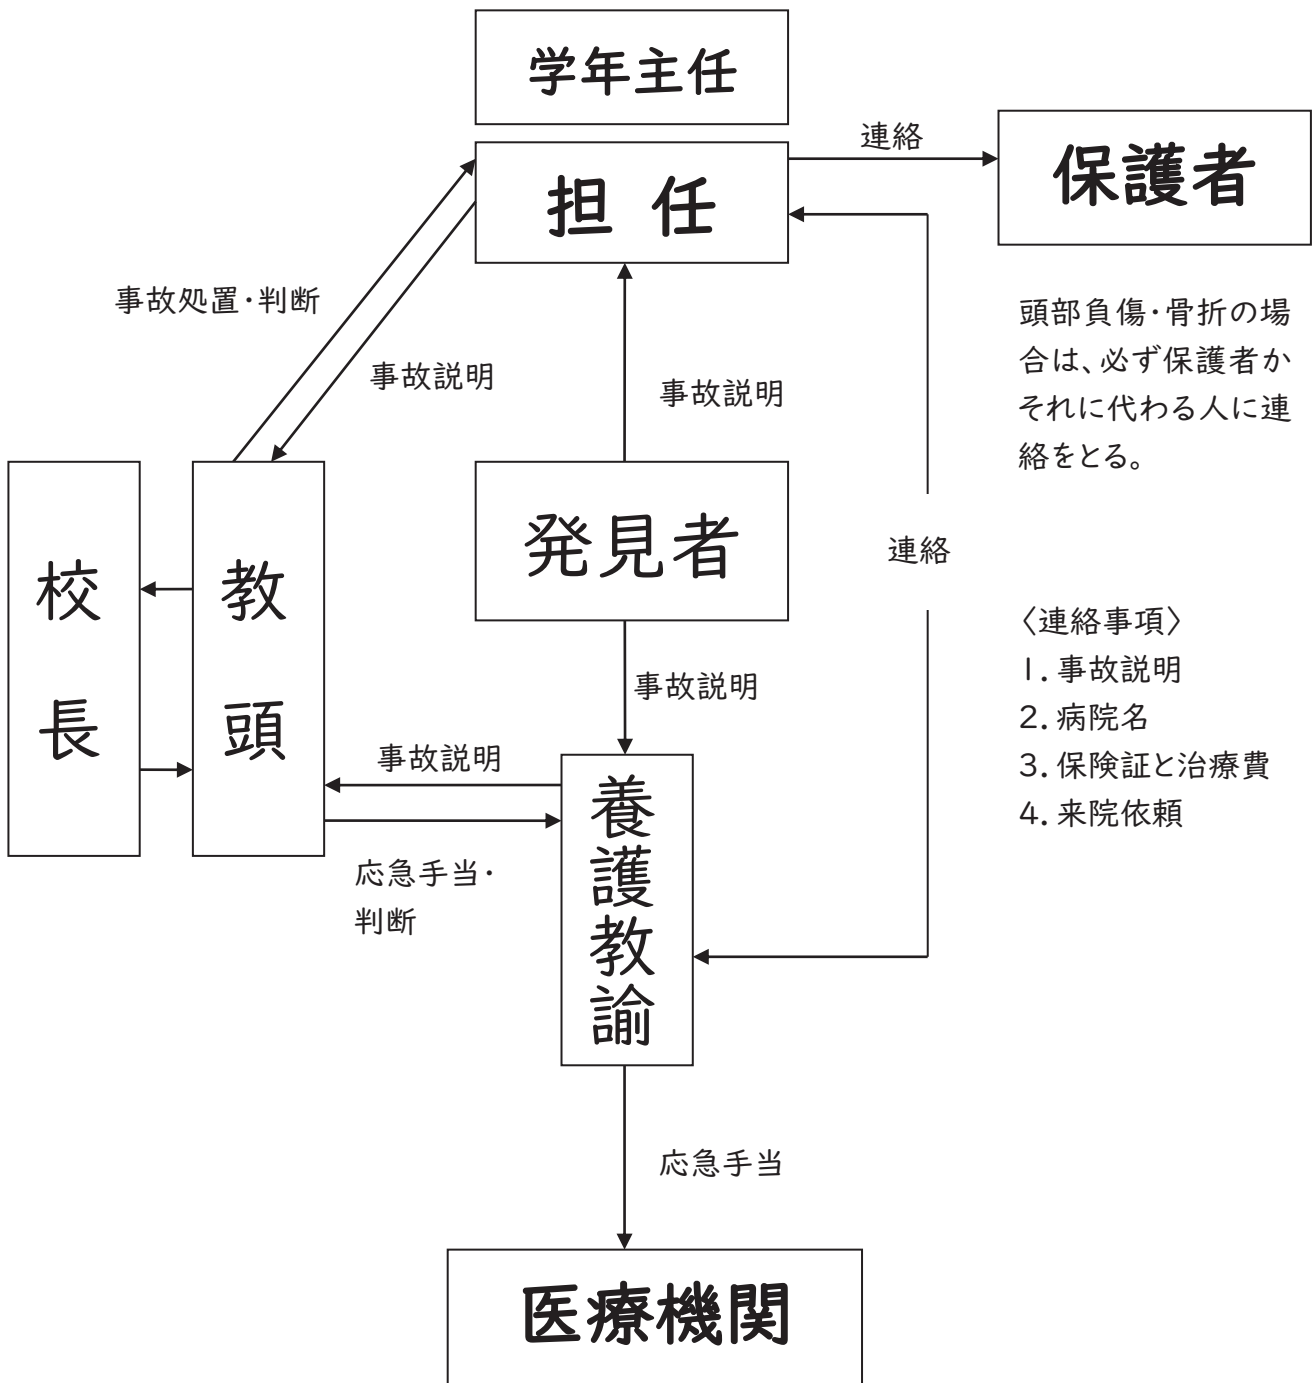 学年主任
担任
連絡
保護者
事故処置・判断
事故説明
事故説明
頭部負傷・骨折の場
合は、必ず保護者か
それに代わる人に連
絡をとる。
校長
教頭
発見者
連絡
事故説明
〈連絡事項〉
1.事故説明
2.病院名
3.保険証と治療費
4.来院依頼
事故説明
応急手当・
判断
養護教諭
応急手当
医療機関